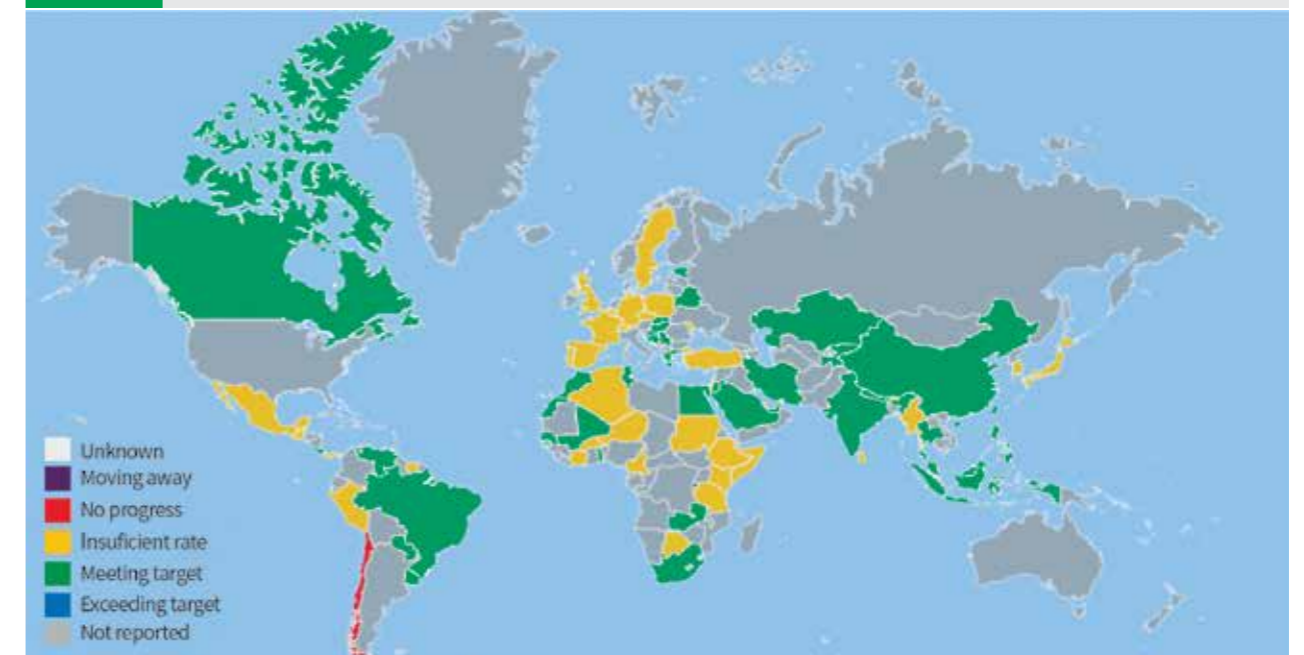 Unknown
Moving away
No progress
Insuficient rate
Meeting target
Exceeding target
Not reported